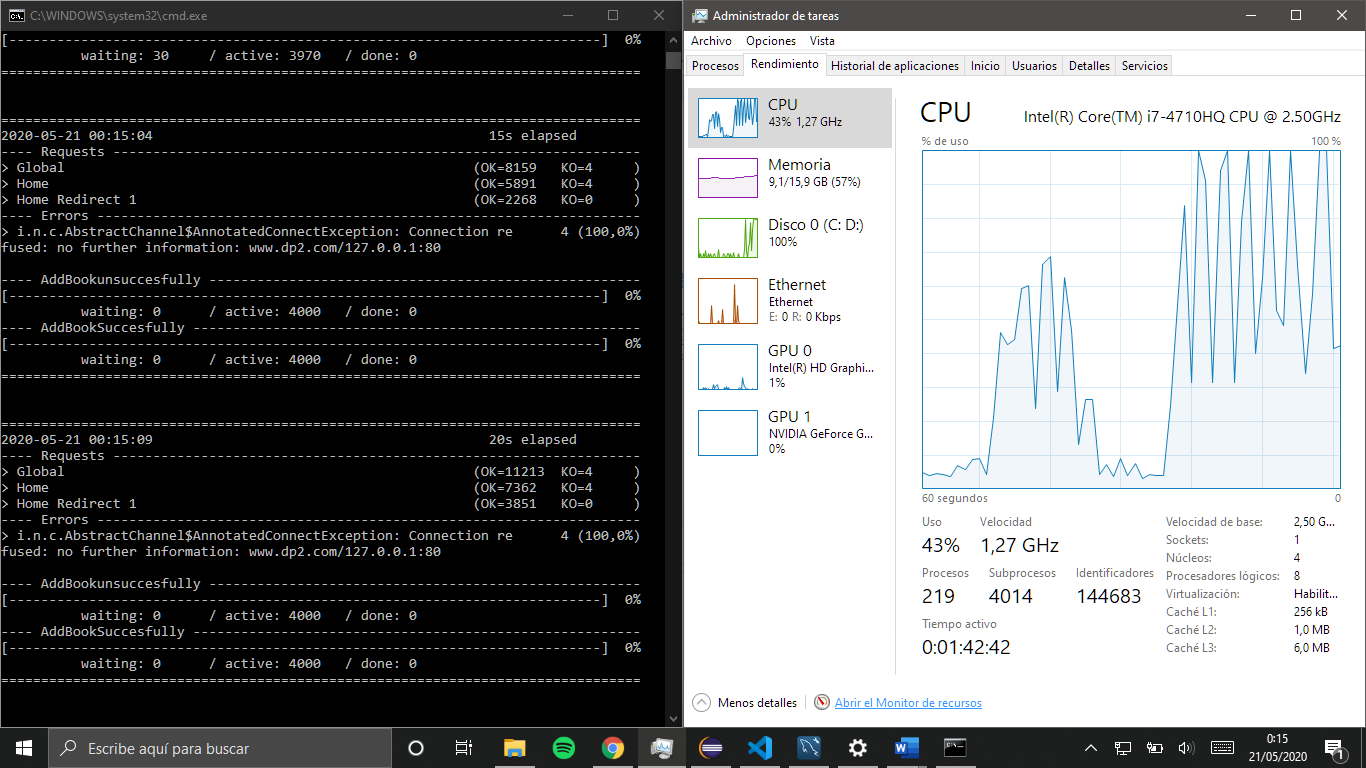 C:\WINDOWS\system32\cmd.exe
[---------------------------------------------------------------------------] 0%
waiting: 30 / active: 3970 / done: 0
================================================================================
================================================================================
2020-05-21 00:15:04 15s elapsed
---- Requests ------------------------------------------------------------------
> Global (OK=8159 KO=4 )
> Home (OK=5891 KO=4 )
> Home Redirect 1 (OK=2268 KO=0 )
---- Errors --------------------------------------------------------------------
> i.n.c.AbstractChannel$AnnotatedConnectException: Connection re 4 (100,0%)
fused: no further information: www.dp2.com/127.0.0.1:80
---- AddBookunsuccesfully ------------------------------------------------------
[---------------------------------------------------------------------------] 0%
waiting: 0 / active: 4000 / done: 0
---- AddBookSuccesfully --------------------------------------------------------
[---------------------------------------------------------------------------] 0%
waiting: 0 / active: 4000 / done: 0
================================================================================
================================================================================
2020-05-21 00:15:09 20s elapsed
---- Requests ------------------------------------------------------------------
> Global (OK=11213 KO=4 )
> Home (OK=7362 KO=4 )
> Home Redirect 1 (OK=3851 KO=0 )
---- Errors --------------------------------------------------------------------
> i.n.c.AbstractChannel$AnnotatedConnectException: Connection re 4 (100,0%)
fused: no further information: www.dp2.com/127.0.0.1:80
---- AddBookunsuccesfully ------------------------------------------------------
[---------------------------------------------------------------------------] 0%
waiting: 0 / active: 4000 / done: 0
---- AddBookSuccesfully --------------------------------------------------------
[---------------------------------------------------------------------------] 0%
waiting: 0 / active: 4000 / done: 0
================================================================================
Administrador de tareas
Archivo Opciones Vista
Procesos Rendimiento Historial de aplicaciones Inicio Usuarios Detalles Servicios
CPU
43% 1,27 GHz
Memoria
9,1/15,9 GB (57%)
Disco 0 (C: D:)
100%
Ethernet
Ethernet
E: 0 R: 0 Kbps
GPU 0
Intel(R) HD Graphi...
1%
GPU 1
NVIDIA GeForce G...
0%
CPU Intel(R) Core(TM) i7-4710HQ CPU @ 2.50GHz
% de uso 100 %
60 segundos 0
Uso Velocidad
43% 1,27 GHz
Procesos Subprocesos Identificadores
219 4014 144683
Tiempo activo
0:01:42:42
Velocidad de base: 2,50 G...
Sockets: 1
Núcleos: 4
Procesadores lógicos: 8
Virtualización: Habilit...
Caché L1: 256 kB
Caché L2: 1,0 MB
Caché L3: 6,0 MB
Menos detalles Abrir el Monitor de recursos
Escribe aquí para buscar
0:15
21/05/2020
1